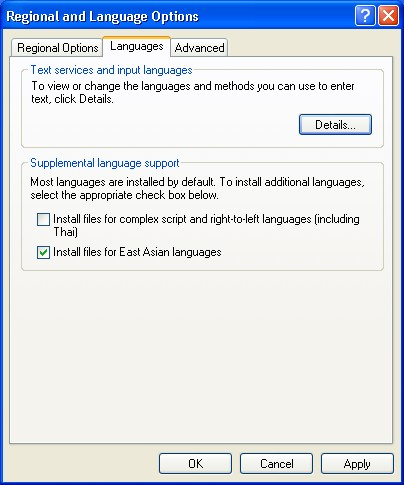 Regional and Language Options
Regional Options
Languages
Advanced
Text services and input languages
To view or change the languages and methods you can use to enter
text, click Details.
Details...
Supplemental language support
Most languages are installed by default. To install additional languages,
select the appropriate check box below.
Install files for complex script and right-to-left languages (including
Thai)
Install files for East Asian languages
OK
Cancel
Apply